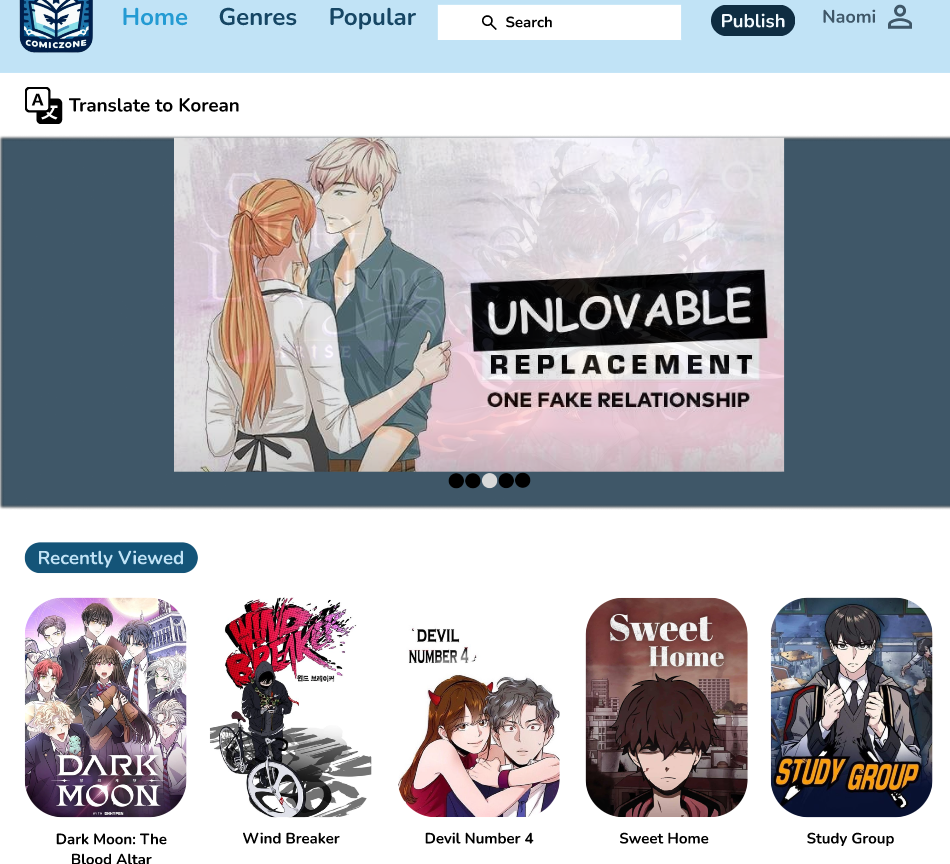 COMICZONE
Home
Genres
Popular
Search
Publish
Naomi
A
Translate to Korean
UNLOVABLE
REPLACEMENT
ONE FAKE RELATIONSHIP
Recently Viewed
DARK
MOON
WIND
BREAKER
윈드 브레이커
DEVIL
NUMBER 4
Sweet
Home
STUDY GROUP
Dark Moon: The
Blood Altar
Wind Breaker
Devil Number 4
Sweet Home
Study Group